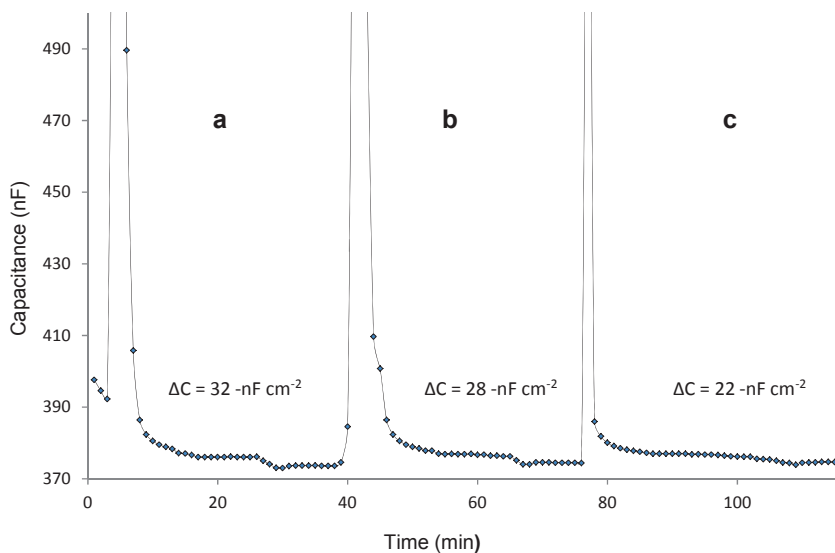 490
470
450
430
410
390
370
Capacitance (nF)
a
b
c
ΔC = 32 -nF cm⁻²
ΔC = 28 -nF cm⁻²
ΔC = 22 -nF cm⁻²
0
20
40
60
80
100
Time (min)